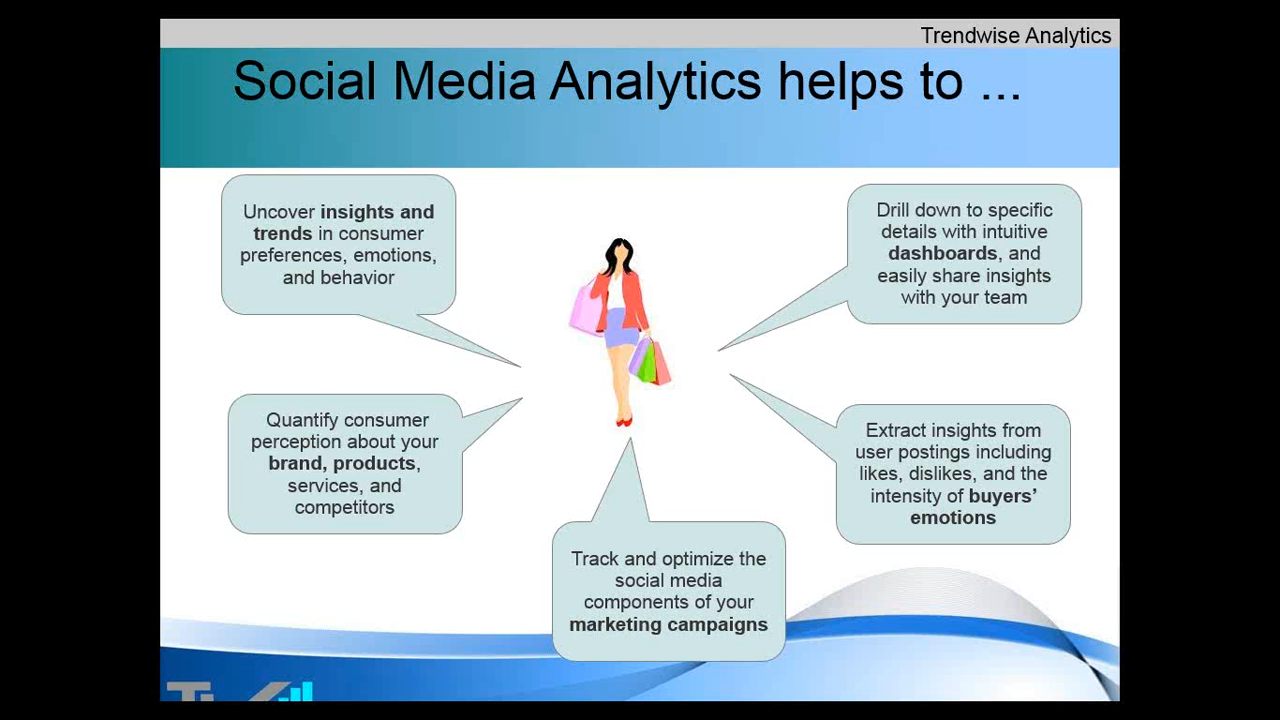 Trendwise Analytics
Social Media Analytics helps to ...
Uncover insights and
trends in consumer
preferences, emotions,
and behavior
Drill down to specific
details with intuitive
dashboards, and
easily share insights
with your team
Quantify consumer
perception about your
brand, products,
services, and
competitors
Extract insights from
user postings including
likes, dislikes, and the
intensity of buyers’
emotions
Track and optimize the
social media
components of your
marketing campaigns